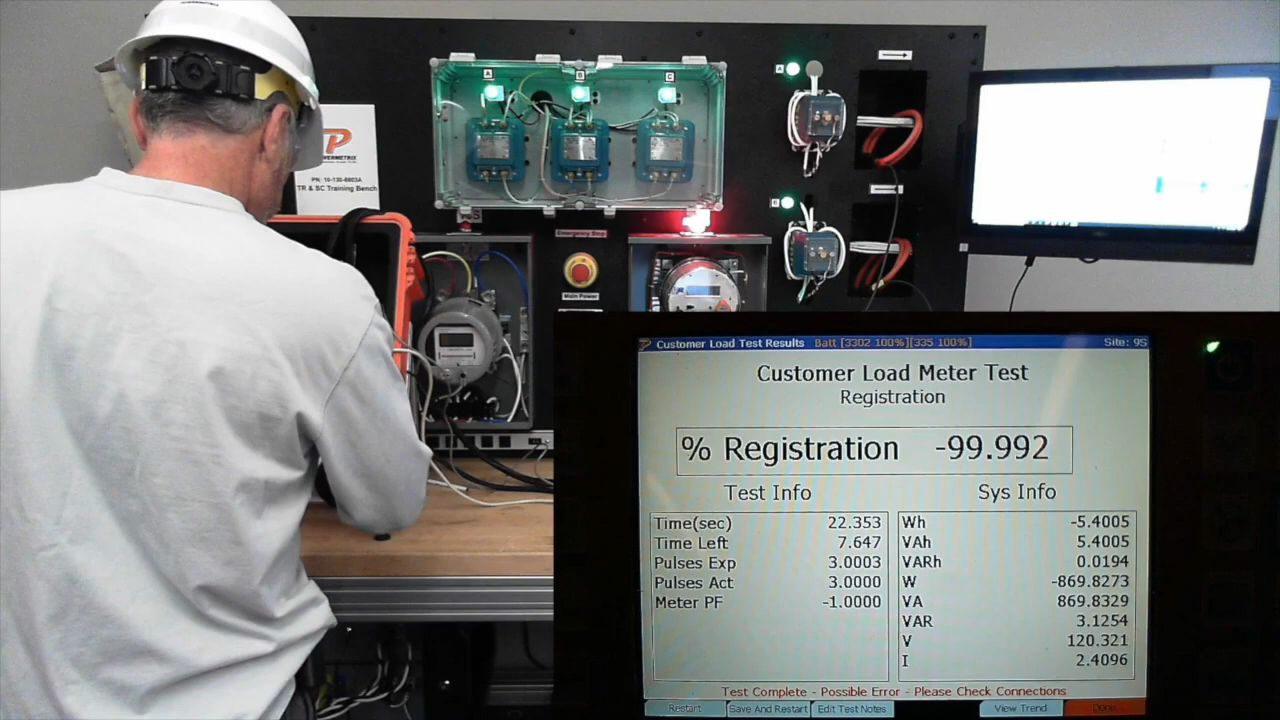 A
B
C
A
P
PN: 10-136-8803A
TR & SC Training Bench
B
Emergency Stop
Main Power
Customer Load Test Results Batt [3302 100%][335 100%] Site: 9S
Customer Load Meter Test
Registration
% Registration -99.992
Test Info
Time(sec) 22.353
Time Left 7.647
Pulses Exp 3.0003
Pulses Act 3.0000
Meter PF -1.0000
Sys Info
Wh -5.4005
VAh 5.4005
VARh 0.0194
W -869.8273
VA 869.8329
VAR 3.1254
V 120.321
I 2.4096
Test Complete - Possible Error - Please Check Connections
Restart
Save And Restart
Edit Test Notes
View Trend
Done